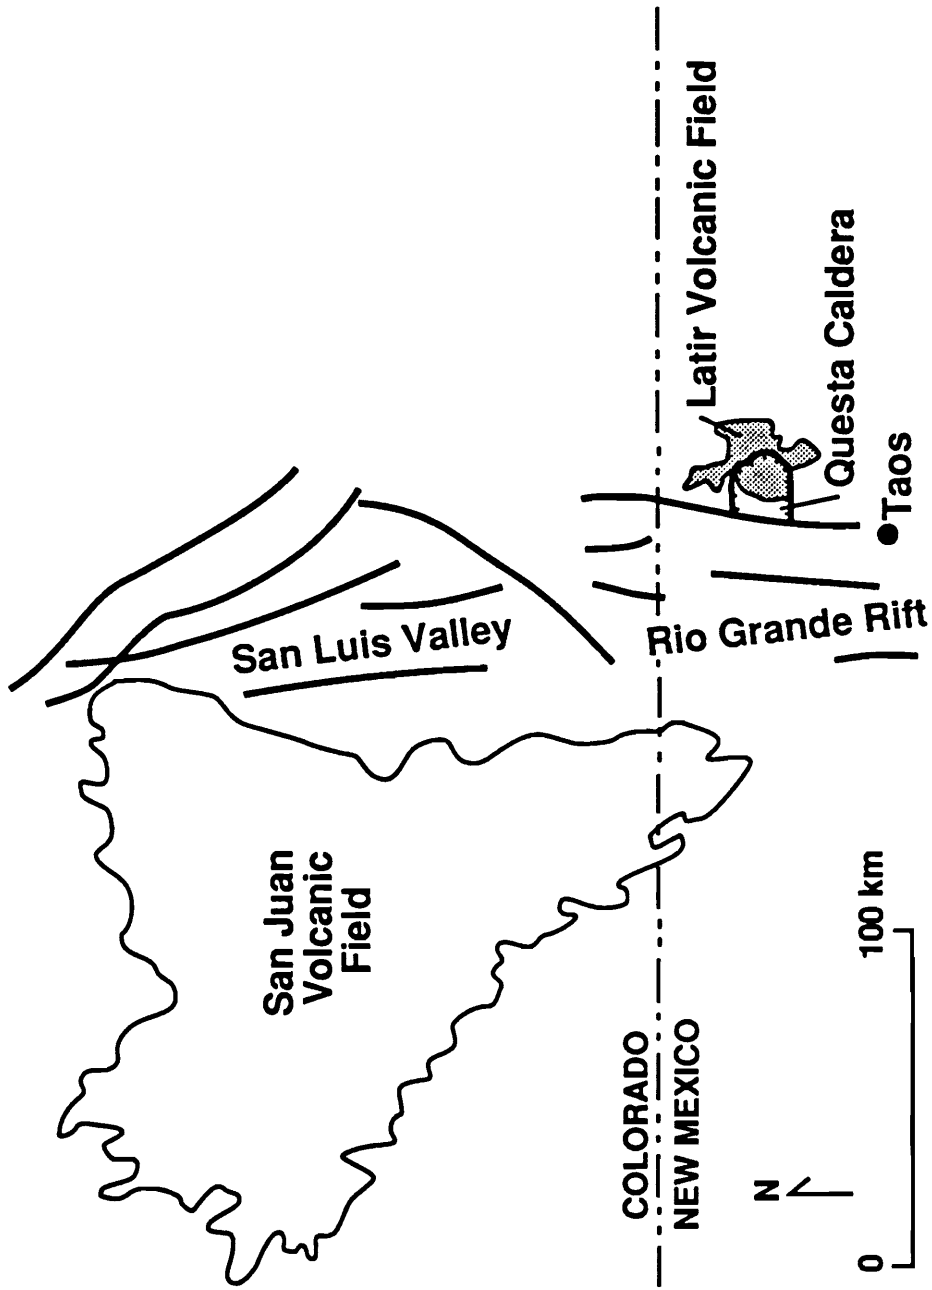 San Juan
Volcanic
Field
San Luis Valley
COLORADO
NEW MEXICO
Rio Grande Rift
Latir Volcanic Field
Questa Caldera
Taos
N
0
100 km